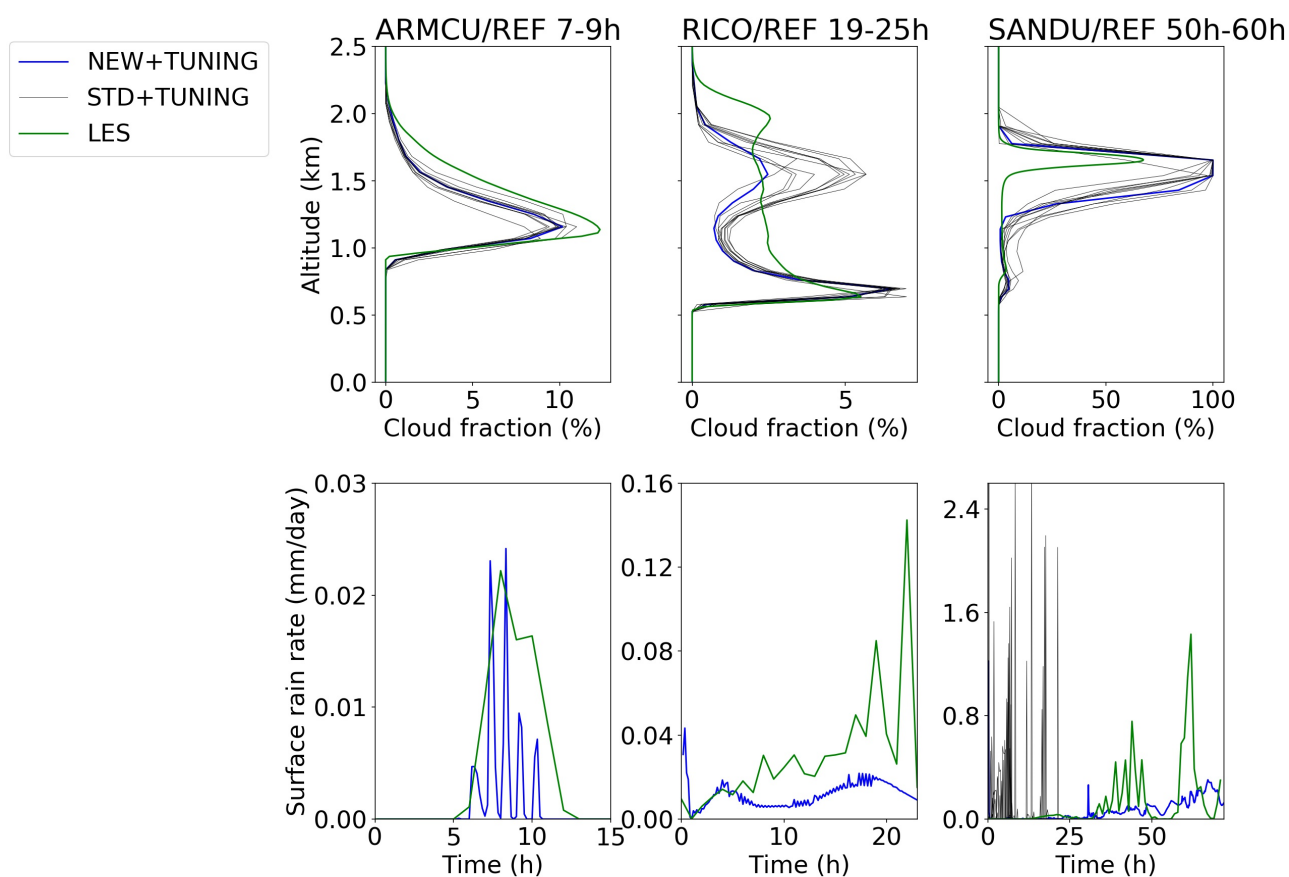 ARMCU/REF 7-9h
RICO/REF 19-25h
SANDU/REF 50h-60h
NEW+TUNING
STD+TUNING
LES
Altitude (km)
2.5
2.0
1.5
1.0
0.5
0.0
0 5 10
0 5
0 50 100
Cloud fraction (%)
Cloud fraction (%)
Cloud fraction (%)
Surface rain rate (mm/day)
0.03
0.02
0.01
0.00
0.16
0.12
0.08
0.04
0.00
2.4
1.6
0.8
0.0
0 5 10 15
0 10 20
0 25 50
Time (h)
Time (h)
Time (h)